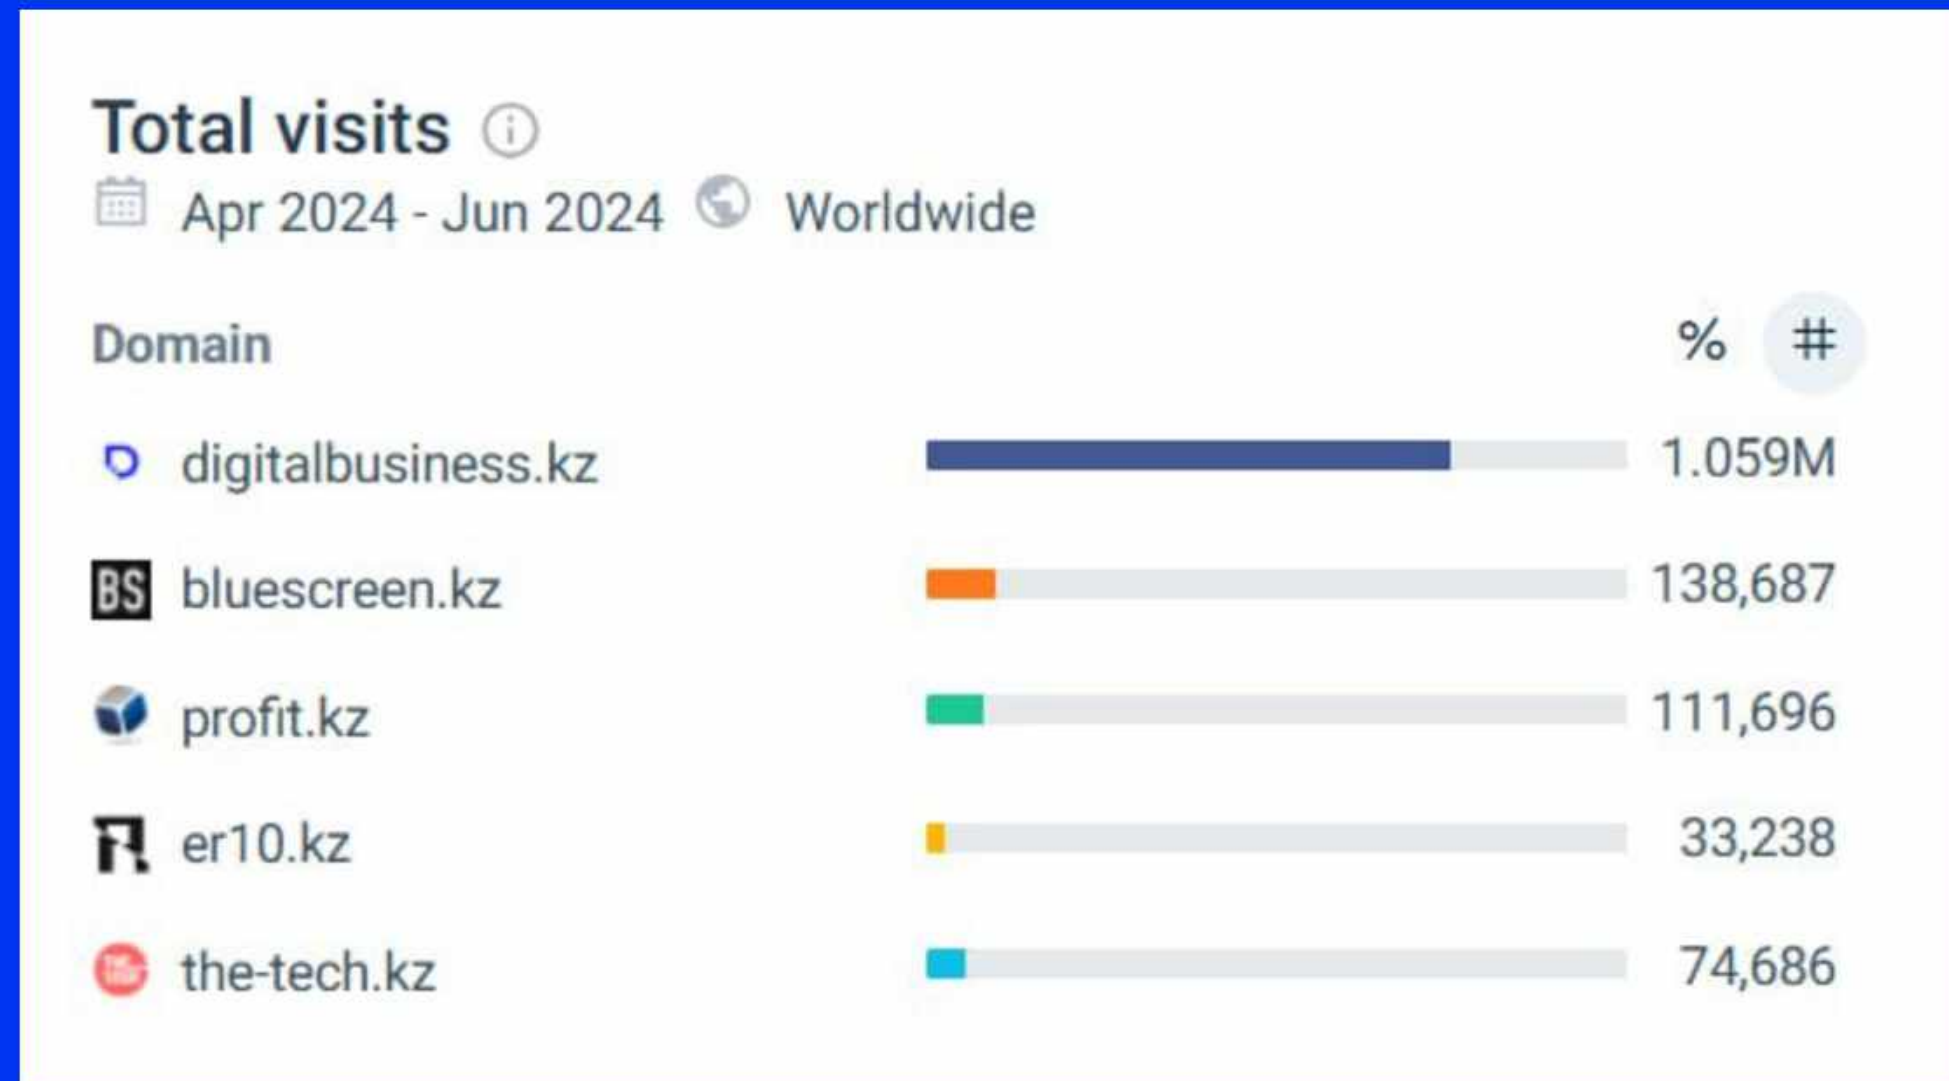 Total visits
Apr 2024 - Jun 2024 Worldwide
Domain % #
digitalbusiness.kz 1.059M
BS bluescreen.kz 138,687
profit.kz 111,696
er10.kz 33,238
the-tech.kz 74,686